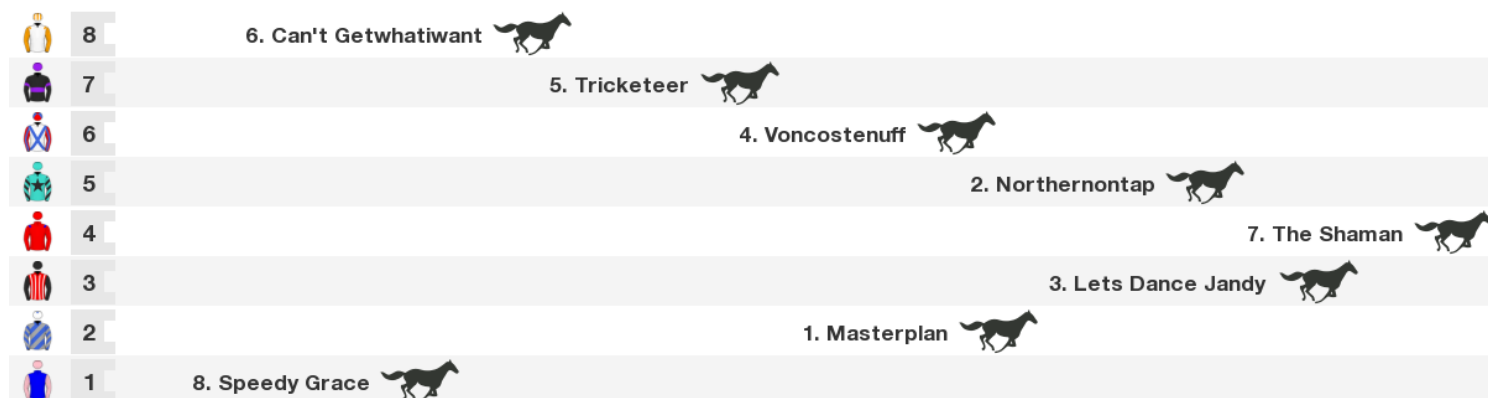 8 6. Can't Getwhatiwant
7 5. Tricketeer
6 4. Voncostenuff
5 2. Northernontap
4 7. The Shaman
3 3. Lets Dance Jandy
2 1. Masterplan
1 8. Speedy Grace